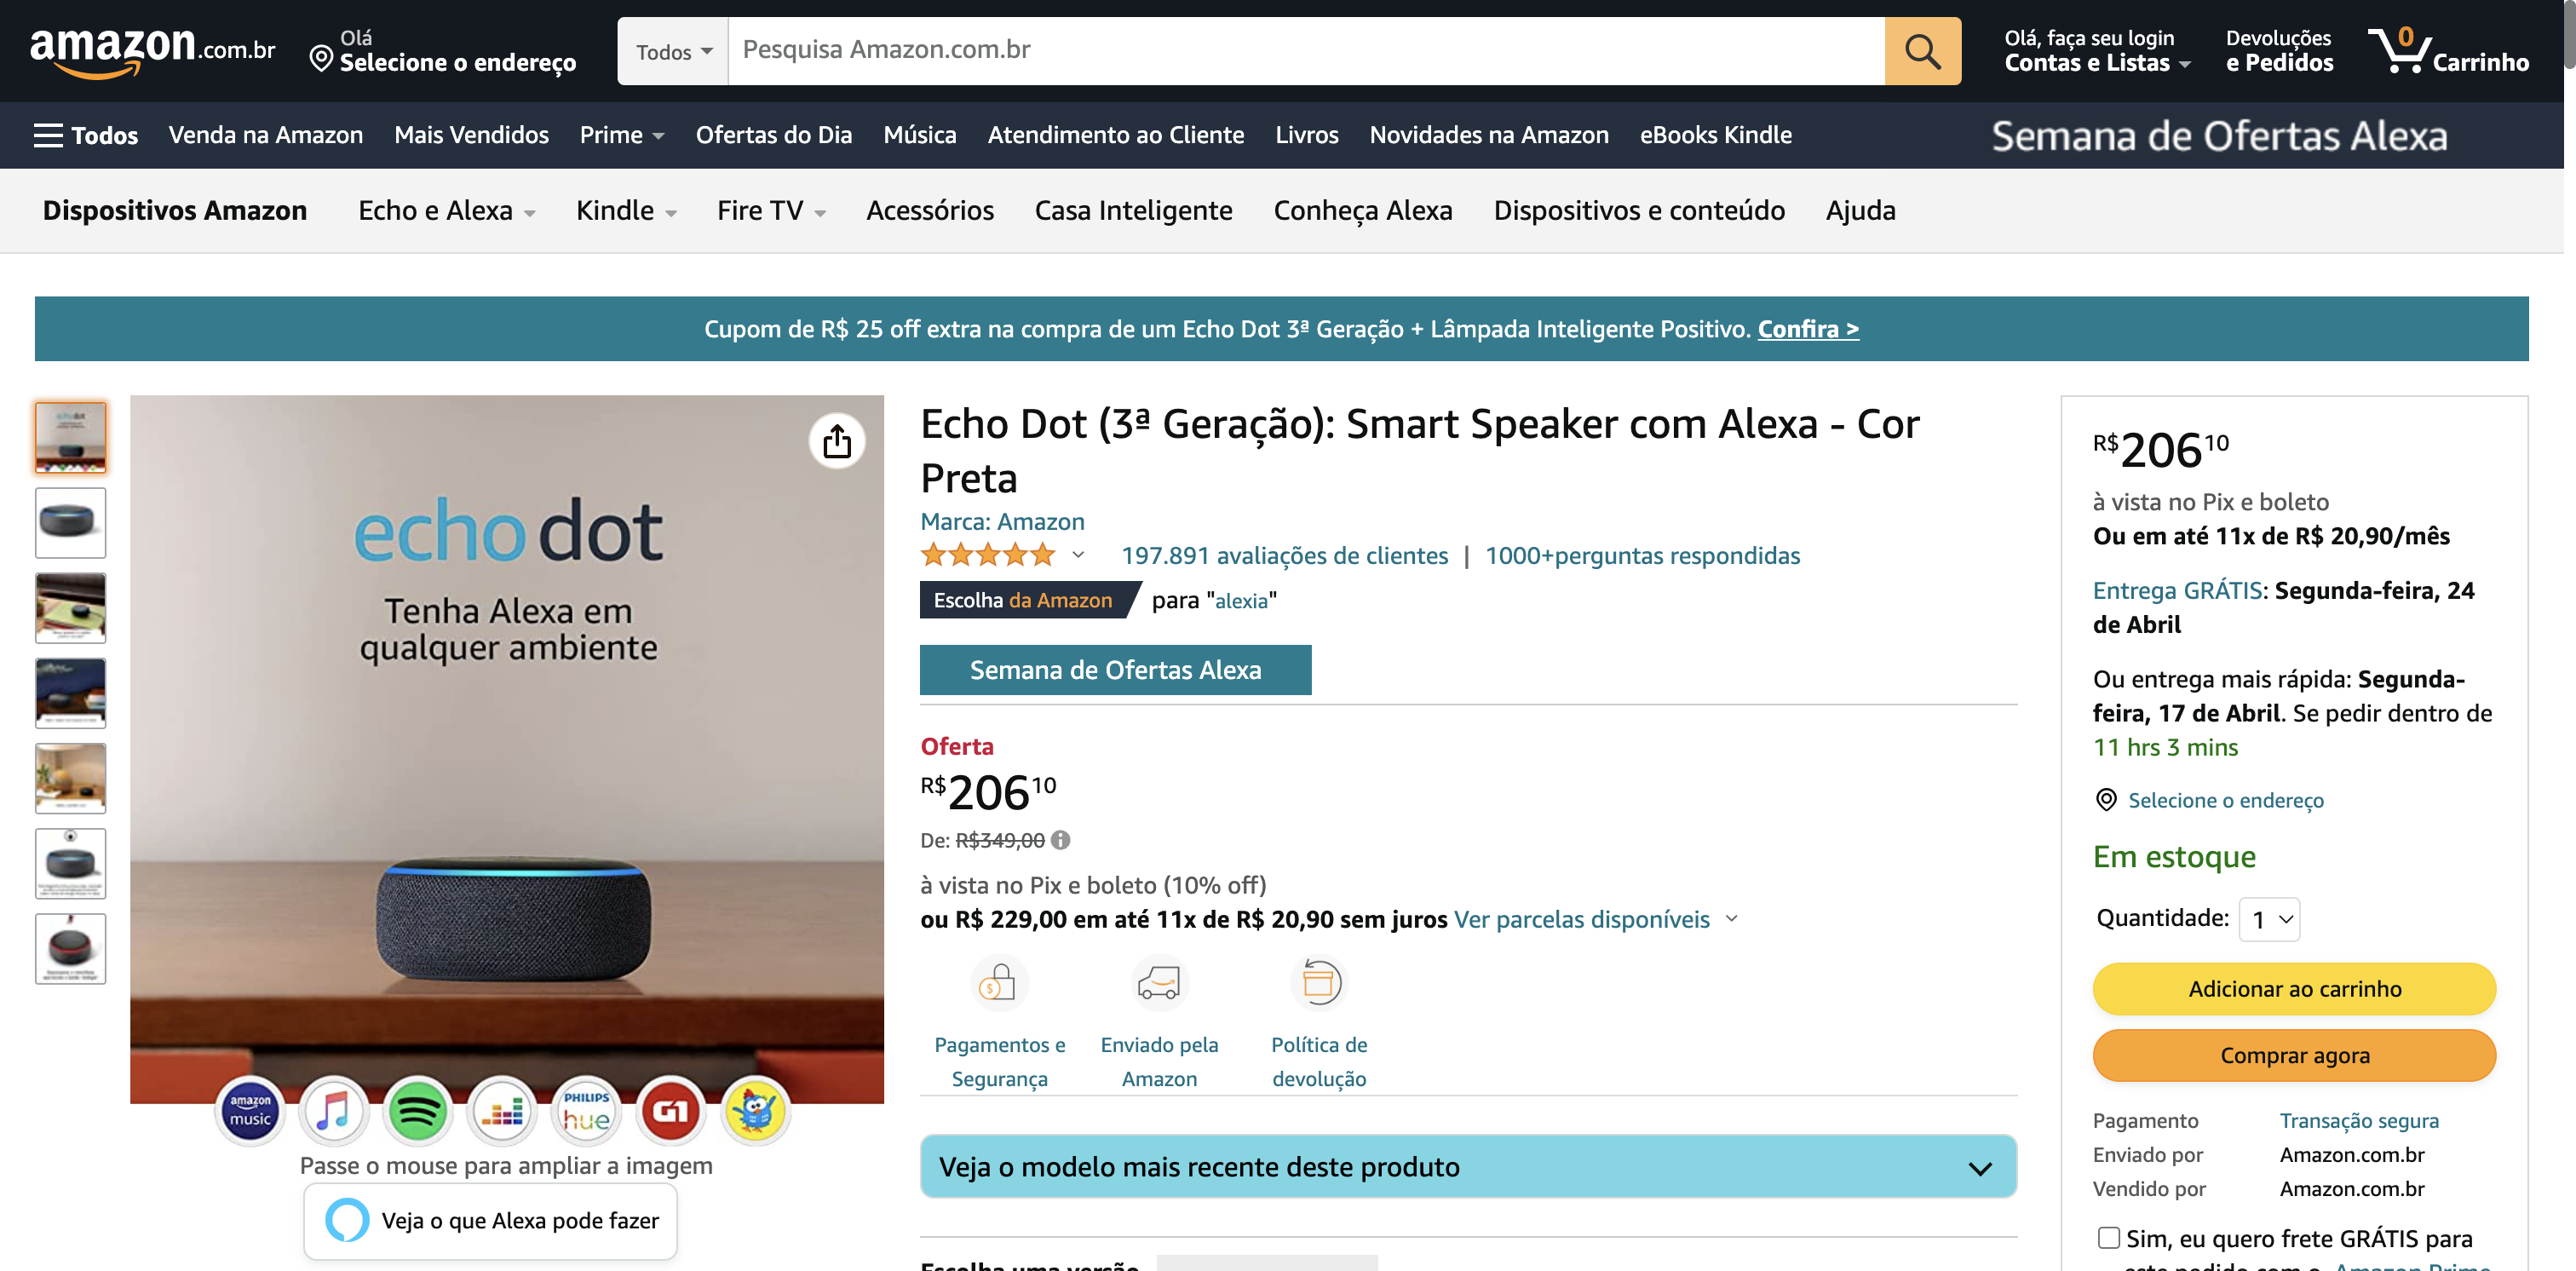 amazon.com.br
Olá
Selecione o endereço
Todos
Pesquisa Amazon.com.br
Olá, faça seu login
Contas e Listas
Devoluções
e Pedidos
0
Carrinho
Todos
Venda na Amazon
Mais Vendidos
Prime
Ofertas do Dia
Música
Atendimento ao Cliente
Livros
Novidades na Amazon
eBooks Kindle
Semana de Ofertas Alexa
Dispositivos Amazon
Echo e Alexa
Kindle
Fire TV
Acessórios
Casa Inteligente
Conheça Alexa
Dispositivos e conteúdo
Ajuda
Cupom de R$ 25 off extra na compra de um Echo Dot 3ª Geração + Lâmpada Inteligente Positivo. Confira >
echo dot
Tenha Alexa em
qualquer ambiente
amazon
music
PHILIPS
hue
G1
Passe o mouse para ampliar a imagem
Veja o que Alexa pode fazer
Echo Dot (3ª Geração): Smart Speaker com Alexa - Cor
Preta
Marca: Amazon
197.891 avaliações de clientes | 1000+perguntas respondidas
Escolha da Amazon para "alexia"
Semana de Ofertas Alexa
Oferta
R$206 10
De: R$349,00
à vista no Pix e boleto (10% off)
ou R$ 229,00 em até 11x de R$ 20,90 sem juros Ver parcelas disponíveis
Pagamentos e
Segurança
Enviado pela
Amazon
Política de
devolução
Veja o modelo mais recente deste produto
Escolha uma versão
R$206 10
à vista no Pix e boleto
Ou em até 11x de R$ 20,90/mês
Entrega GRÁTIS: Segunda-feira, 24
de Abril
Ou entrega mais rápida: Segunda-
feira, 17 de Abril. Se pedir dentro de
11 hrs 3 mins
Selecione o endereço
Em estoque
Quantidade: 1
Adicionar ao carrinho
Comprar agora
Pagamento Transação segura
Enviado por Amazon.com.br
Vendido por Amazon.com.br
Sim, eu quero frete GRÁTIS para
este pedido com o Amazon Prime